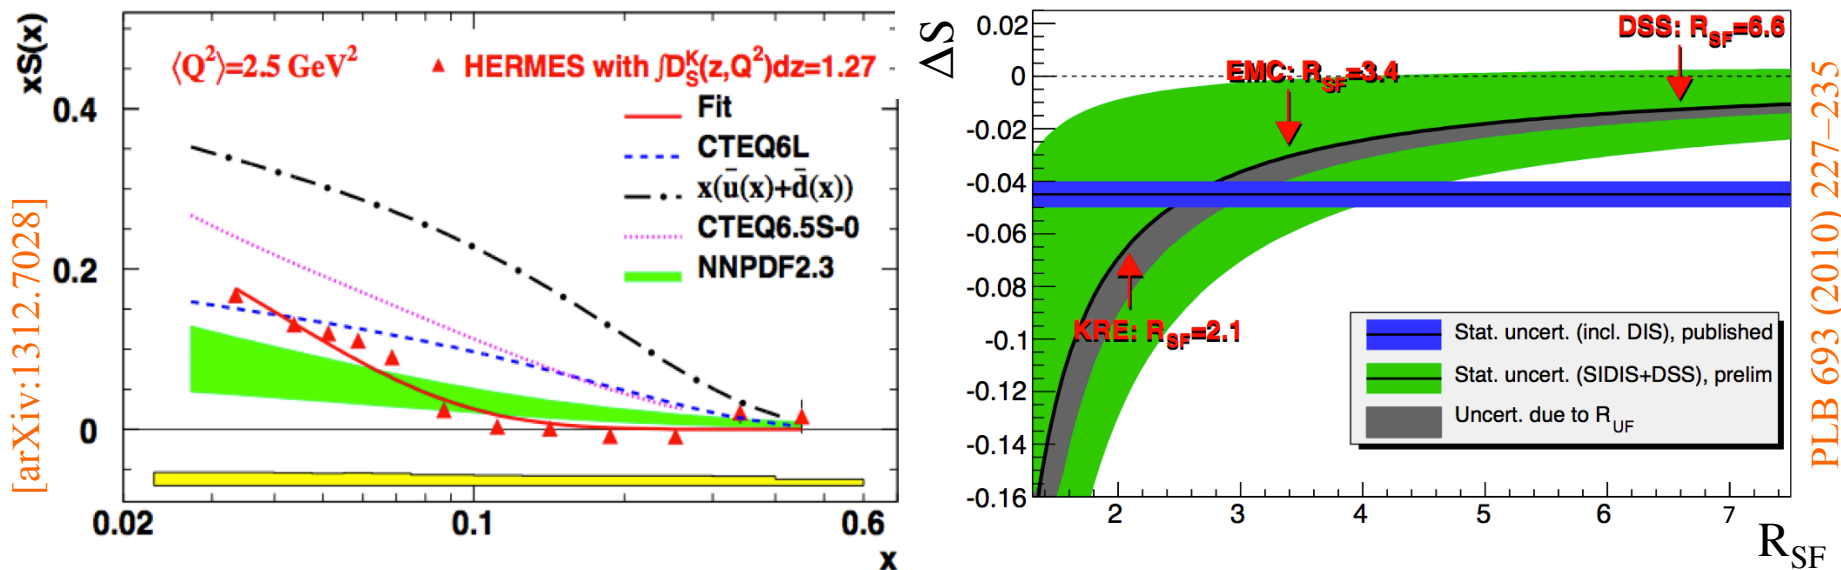 [arXiv:1312.7028]
xS(x)
⟨Q²⟩=2.5 GeV²
HERMES with ∫D_S^K(z,Q²)dz=1.27
Fit
CTEQ6L
x(ū(x)+d̄(x))
CTEQ6.5S-0
NNPDF2.3
0.4
0.2
0
0.02
0.1
0.6
x
ΔS
0.02
0
-0.02
-0.04
-0.06
-0.08
-0.1
-0.12
-0.14
-0.16
DSS: R_SF=6.6
EMC: R_SF=3.4
KRE: R_SF=2.1
Stat. uncert. (incl. DIS), published
Stat. uncert. (SIDIS+DSS), prelim
Uncert. due to R_UF
2
3
4
5
6
7
R_SF
PLB 693 (2010) 227–235